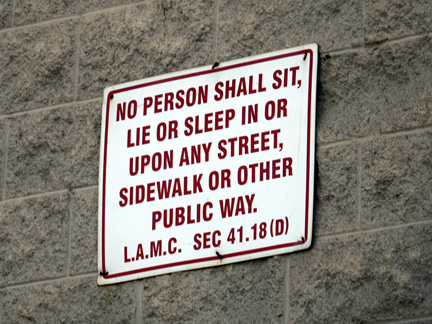 NO PERSON SHALL SIT,
LIE OR SLEEP IN OR
UPON ANY STREET,
SIDEWALK OR OTHER
PUBLIC WAY.
L.A.M.C. SEC 41.18 (D)